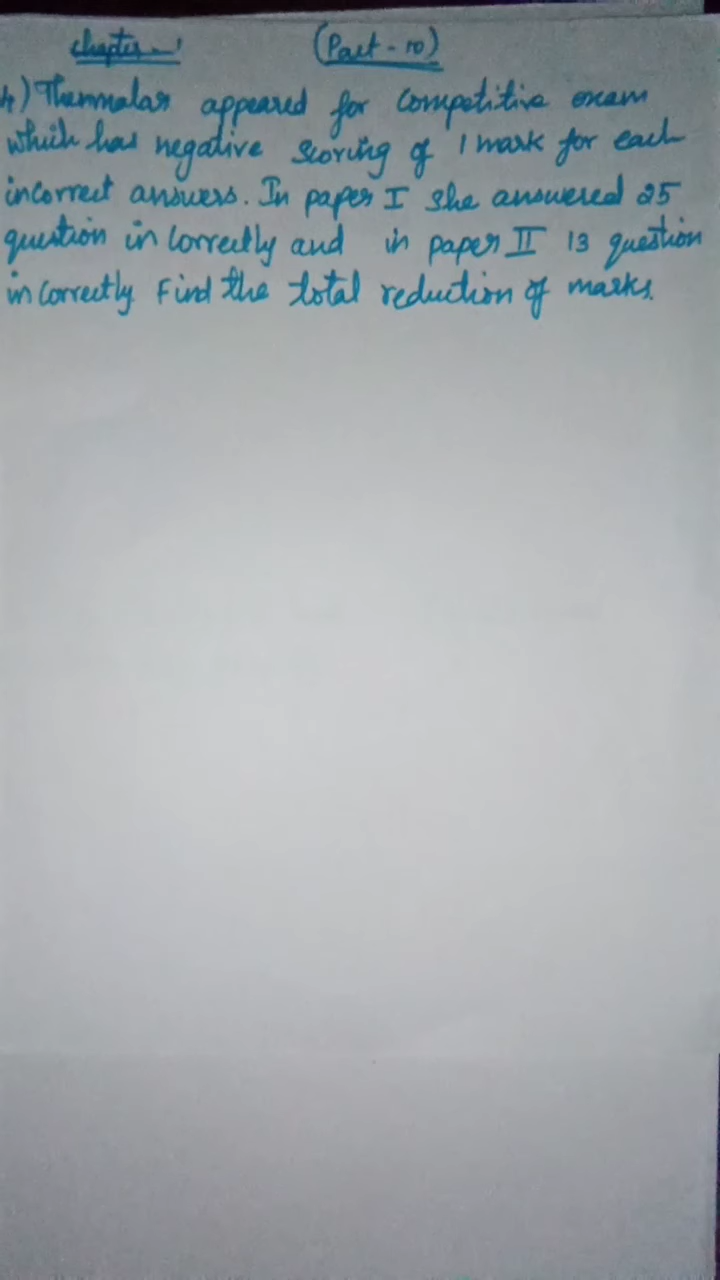 chapter - 1 (Part - 10)
4) Thenmalar appeared for competitive exam
which has negative scoring of 1 mark for each
incorrect answers. In paper I she answered 25
question incorrectly and in paper II 13 question
incorrectly. Find the total reduction of marks.